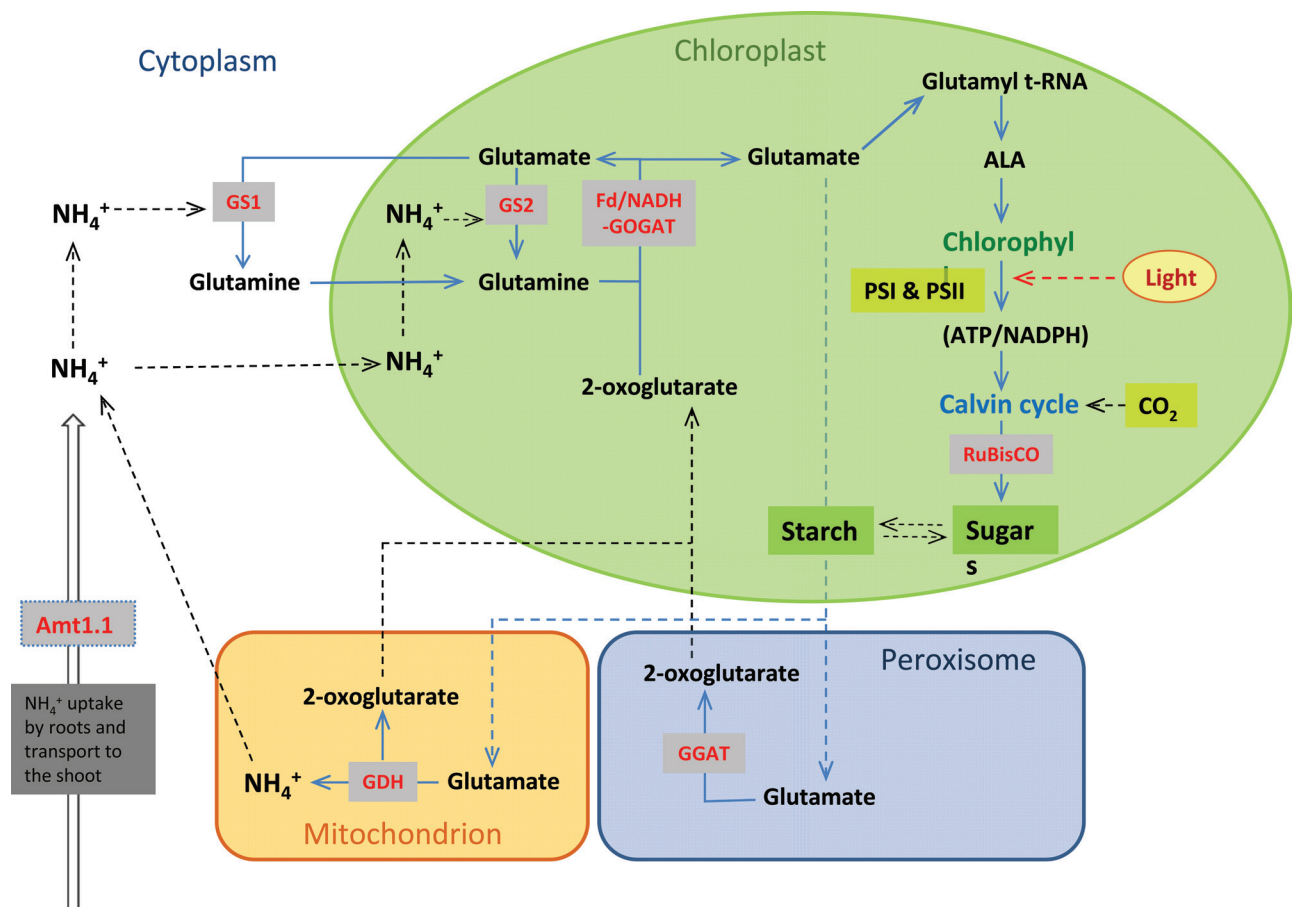 Cytoplasm
Chloroplast
Glutamyl t-RNA
Glutamate
Glutamate
ALA
NH₄⁺
GS1
NH₄⁺
GS2
Fd/NADH
-GOGAT
Chlorophyl
l
Glutamine
Glutamine
PSI & PSII
Light
(ATP/NADPH)
NH₄⁺
NH₄⁺
2-oxoglutarate
Calvin cycle
CO₂
RuBisCO
Starch
Sugar
s
Amt1.1
NH₄⁺ uptake
by roots and
transport to
the shoot
Peroxisome
2-oxoglutarate
2-oxoglutarate
GGAT
NH₄⁺
GDH
Glutamate
Glutamate
Mitochondrion